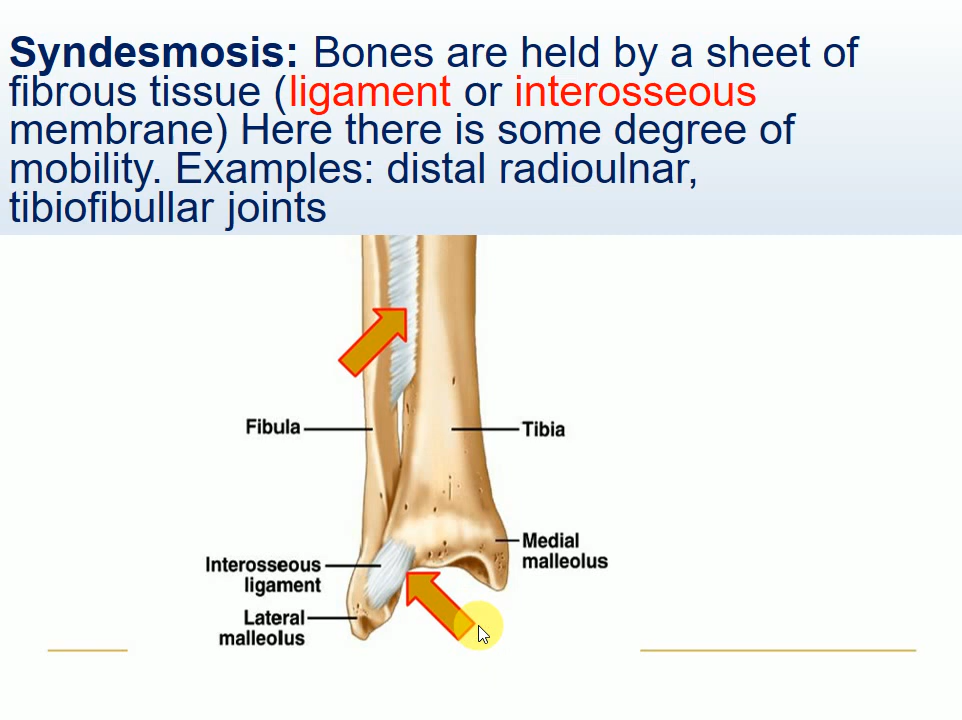 Syndesmosis: Bones are held by a sheet of
fibrous tissue (ligament or interosseous
membrane) Here there is some degree of
mobility. Examples: distal radioulnar,
tibiofibullar joints
Fibula
Tibia
Medial
malleolus
Interosseous
ligament
Lateral
malleolus